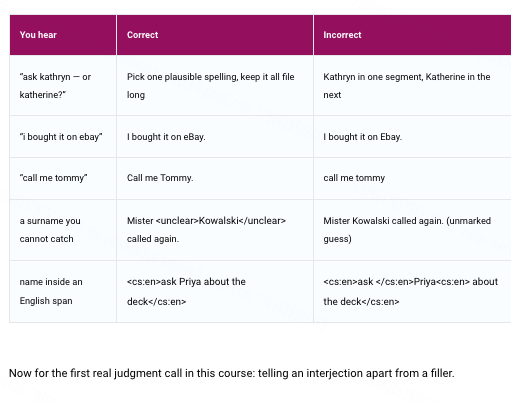 You hear Correct Incorrect
"ask kathryn — or Pick one plausible spelling, keep it all file Kathryn in one segment, Katherine in the
katherine?" long next
"i bought it on ebay" I bought it on eBay. I bought it on Ebay.
"call me tommy" Call me Tommy. call me tommy
a surname you Mister <unclear>Kowalski</unclear> Mister Kowalski called again. (unmarked
cannot catch called again. guess)
name inside an <cs:en>ask Priya about the <cs:en>ask </cs:en>Priya<cs:en> about
English span deck</cs:en> the deck</cs:en>
Now for the first real judgment call in this course: telling an interjection apart from a filler.